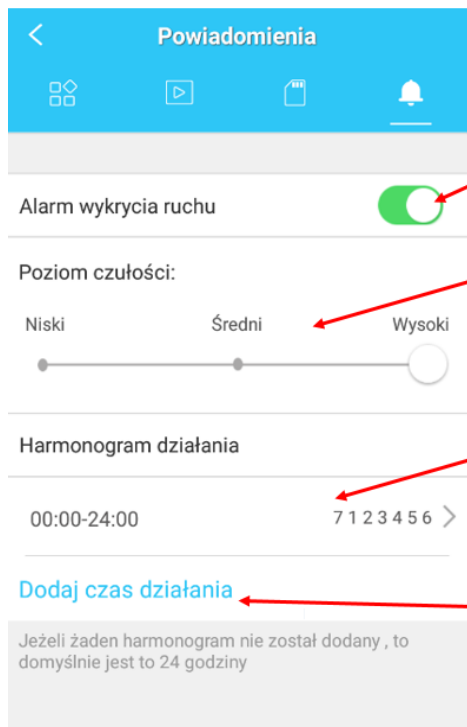 Powiadomienia
Alarm wykrycia ruchu
Poziom czułości:
Niski Średni Wysoki
Harmonogram działania
00:00-24:00 7 1 2 3 4 5 6
Dodaj czas działania
Jeżeli żaden harmonogram nie został dodany , to
domyślnie jest to 24 godziny